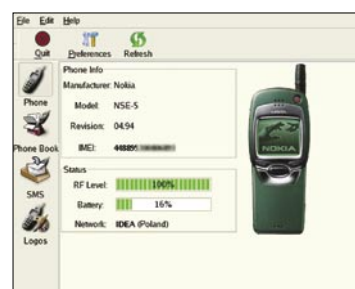 File Edit Help
Quit Preferences Refresh
Phone
Phone Book
SMS
Logos
Phone Info
Manufacturer: Nokia
Model: NSE-5
Revision: 04.94
IMEI: 448895
Status
RF Level: 100%
Battery: 16%
Network: IDEA (Poland)
NOKIA